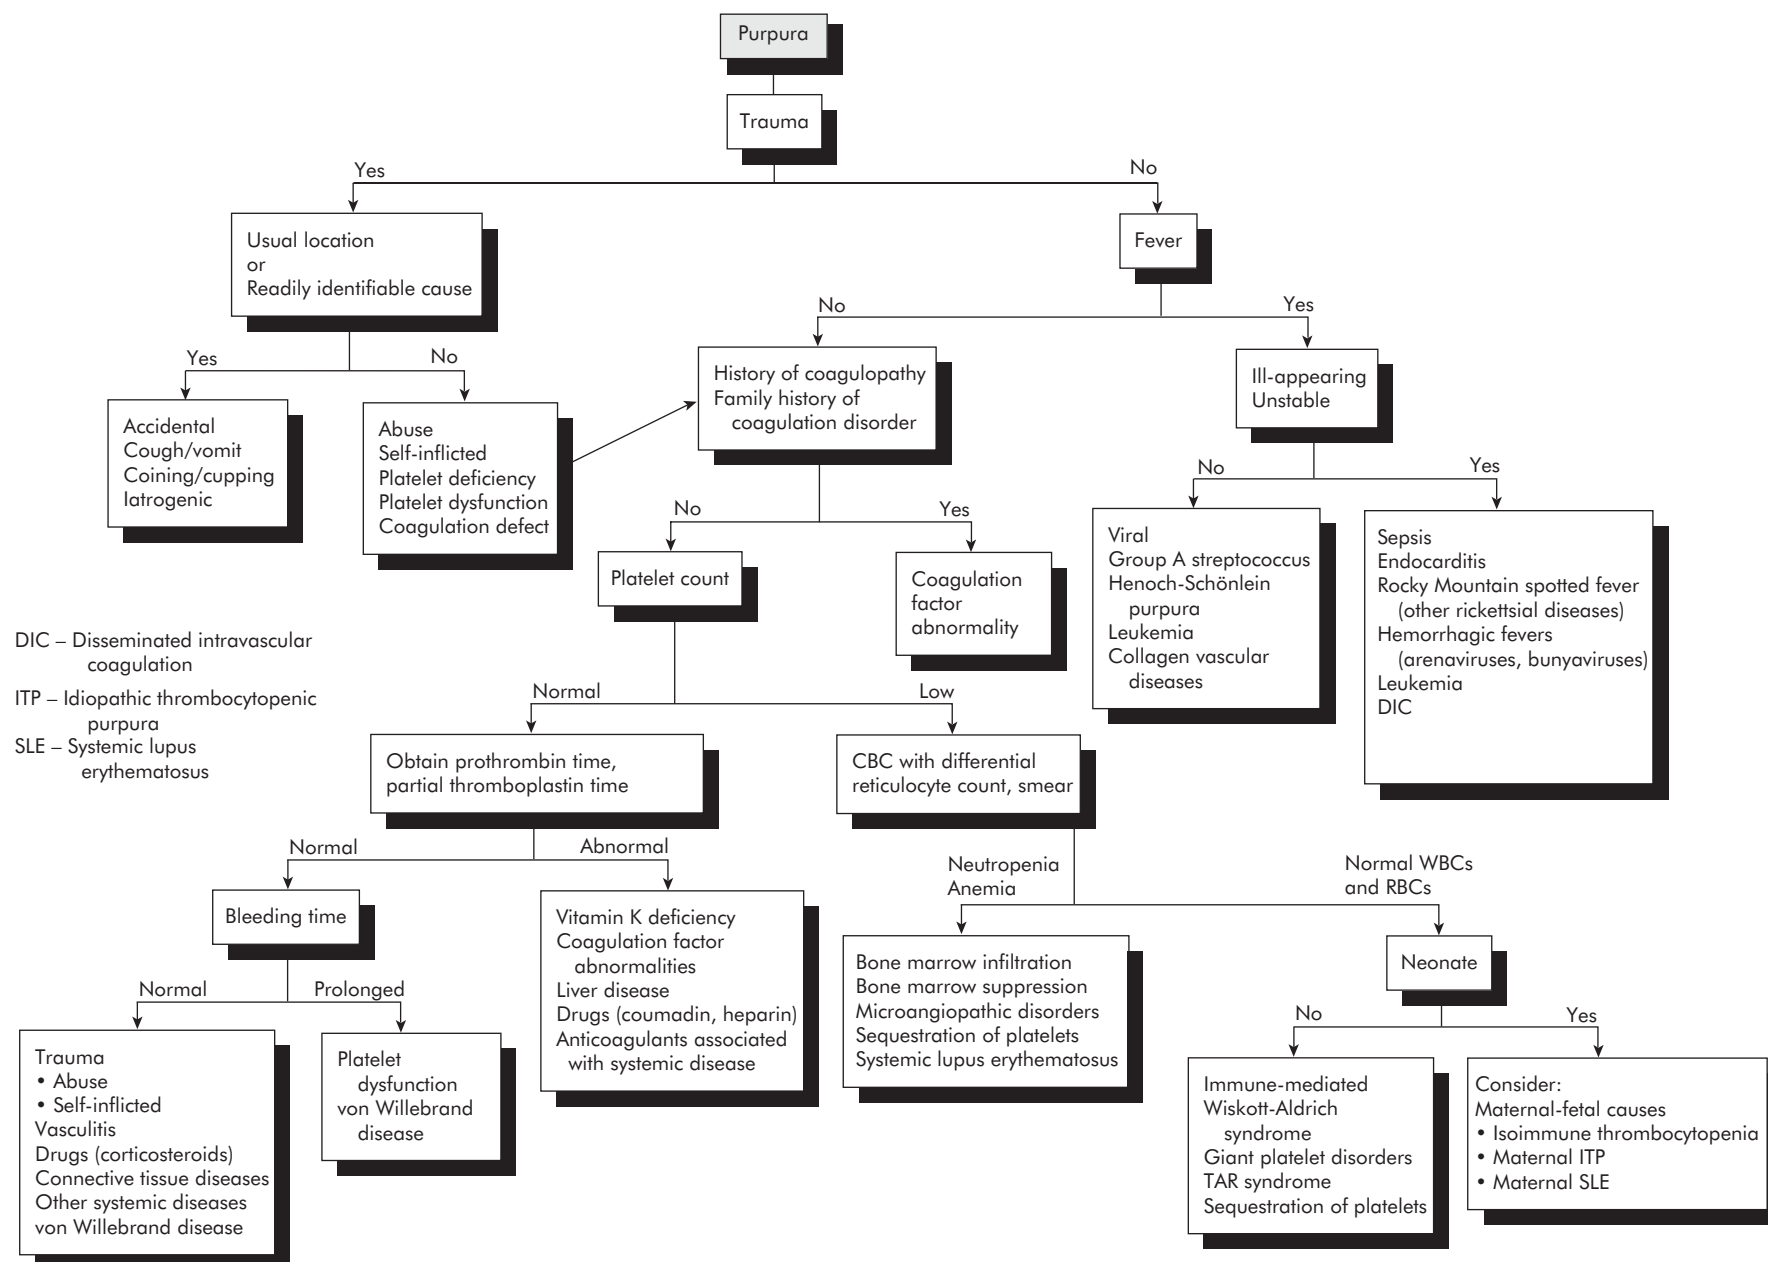 Purpura
Trauma
Yes
No
Usual location
or
Readily identifiable cause
Fever
No
Yes
Yes
No
History of coagulopathy
Family history of
coagulation disorder
Ill-appearing
Unstable
Accidental
Cough/vomit
Coining/cupping
Iatrogenic
Abuse
Self-inflicted
Platelet deficiency
Platelet dysfunction
Coagulation defect
No
Yes
No
Yes
Platelet count
Coagulation
factor
abnormality
Viral
Group A streptococcus
Henoch-Schönlein
purpura
Leukemia
Collagen vascular
diseases
Sepsis
Endocarditis
Rocky Mountain spotted fever
(other rickettsial diseases)
Hemorrhagic fevers
(arenaviruses, bunyaviruses)
Leukemia
DIC
DIC – Disseminated intravascular
coagulation
ITP – Idiopathic thrombocytopenic
purpura
SLE – Systemic lupus
erythematosus
Normal
Low
Obtain prothrombin time,
partial thromboplastin time
CBC with differential
reticulocyte count, smear
Normal
Abnormal
Neutropenia
Anemia
Normal WBCs
and RBCs
Bleeding time
Vitamin K deficiency
Coagulation factor
abnormalities
Liver disease
Drugs (coumadin, heparin)
Anticoagulants associated
with systemic disease
Bone marrow infiltration
Bone marrow suppression
Microangiopathic disorders
Sequestration of platelets
Systemic lupus erythematosus
Neonate
Normal
Prolonged
No
Yes
Trauma
• Abuse
• Self-inflicted
Vasculitis
Drugs (corticosteroids)
Connective tissue diseases
Other systemic diseases
von Willebrand disease
Platelet
dysfunction
von Willebrand
disease
Immune-mediated
Wiskott-Aldrich
syndrome
Giant platelet disorders
TAR syndrome
Sequestration of platelets
Consider:
Maternal-fetal causes
• Isoimmune thrombocytopenia
• Maternal ITP
• Maternal SLE